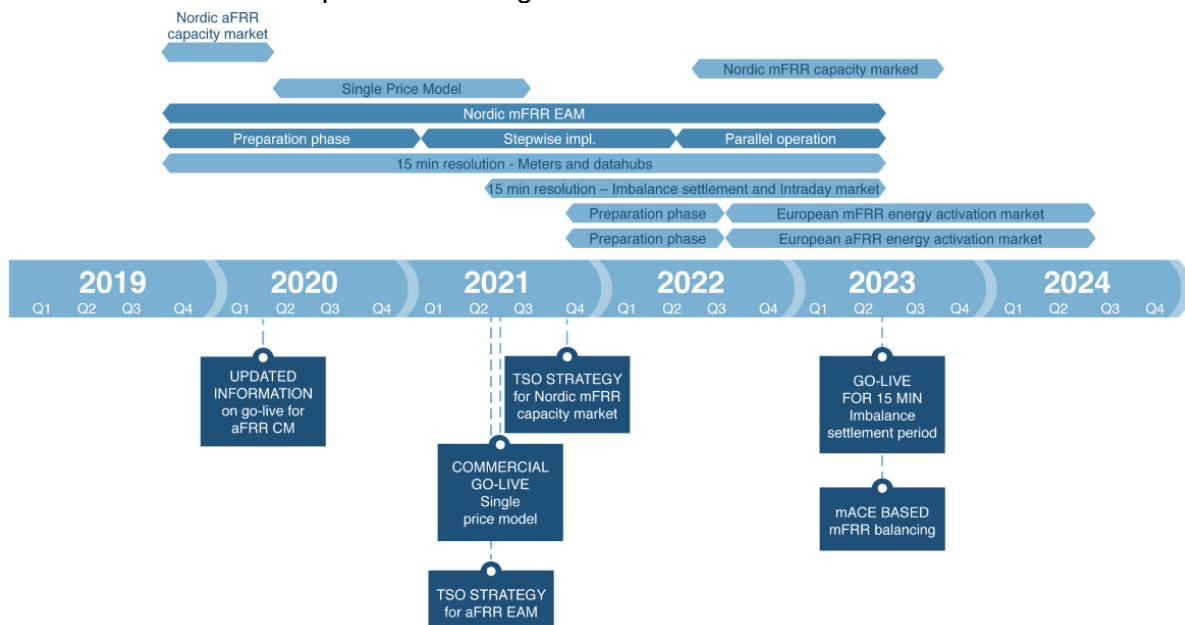 Nordic aFRR
capacity market
Nordic mFRR capacity marked
Single Price Model
Nordic mFRR EAM
Preparation phase
Stepwise impl.
Parallel operation
15 min resolution - Meters and datahubs
15 min resolution – Imbalance settlement and Intraday market
Preparation phase
European mFRR energy activation market
Preparation phase
European aFRR energy activation market
2019
2020
2021
2022
2023
2024
Q1 Q2 Q3 Q4 Q1 Q2 Q3 Q4 Q1 Q2 Q3 Q4 Q1 Q2 Q3 Q4 Q1 Q2 Q3 Q4 Q1 Q2 Q3 Q4
UPDATED
INFORMATION
on go-live for
aFRR CM
TSO STRATEGY
for Nordic mFRR
capacity market
GO-LIVE
FOR 15 MIN
Imbalance
settlement period
COMMERCIAL
GO-LIVE
Single
price model
mACE BASED
mFRR balancing
TSO STRATEGY
for aFRR EAM